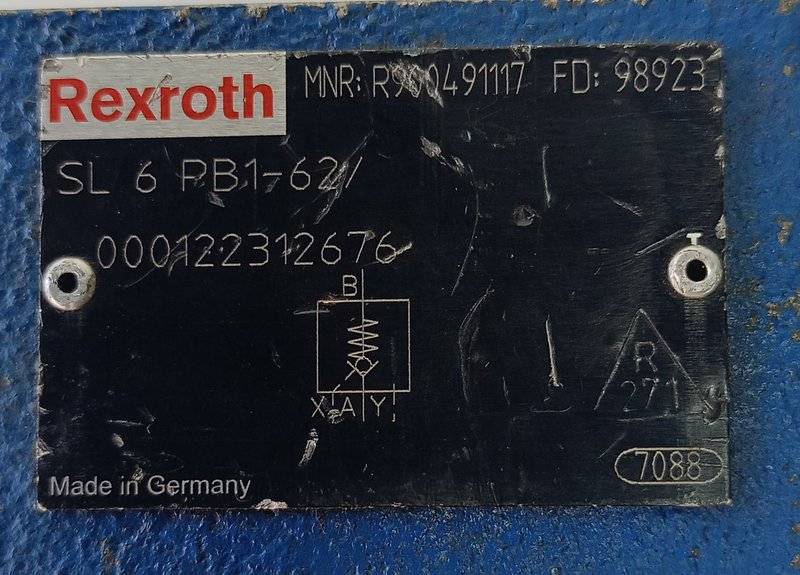 Rexroth MNR: R900491117 FD: 98923
SL 6 PB1-62/
000122312676
B
X A Y
R
271
7088
Made in Germany